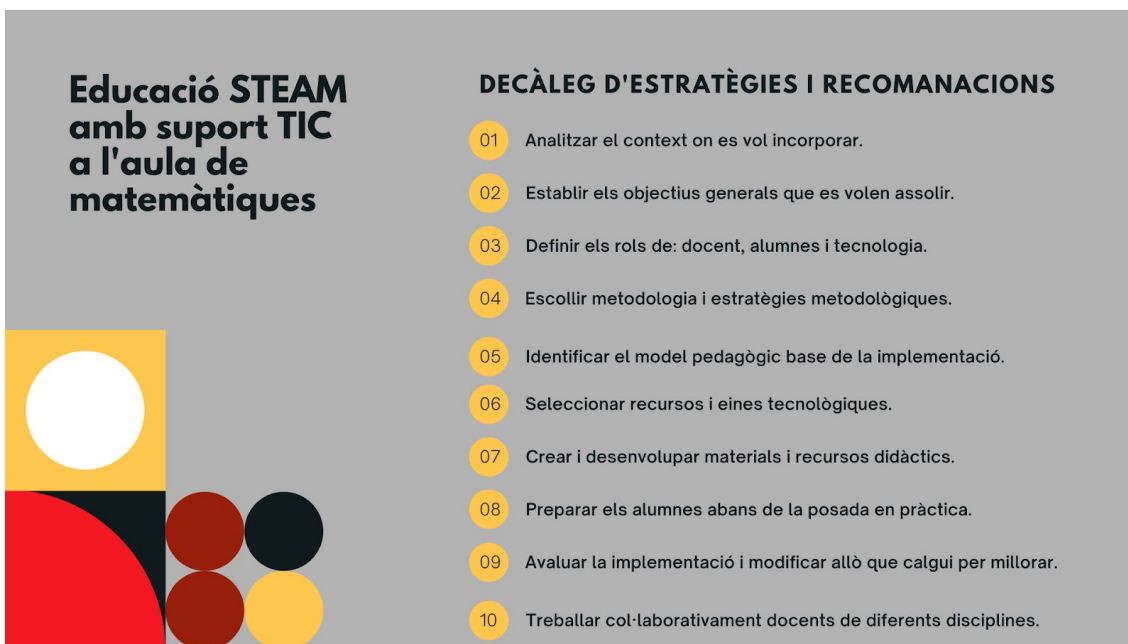 Educació STEAM
amb suport TIC
a l'aula de
matemàtiques
DECÀLEG D'ESTRATÈGIES I RECOMANACIONS
01 Analitzar el context on es vol incorporar.
02 Establir els objectius generals que es volen assolir.
03 Definir els rols de: docent, alumnes i tecnologia.
04 Escollir metodologia i estratègies metodològiques.
05 Identificar el model pedagògic base de la implementació.
06 Seleccionar recursos i eines tecnològiques.
07 Crear i desenvolupar materials i recursos didàctics.
08 Preparar els alumnes abans de la posada en pràctica.
09 Avaluar la implementació i modificar allò que calgui per millorar.
10 Treballar col·laborativament docents de diferents disciplines.